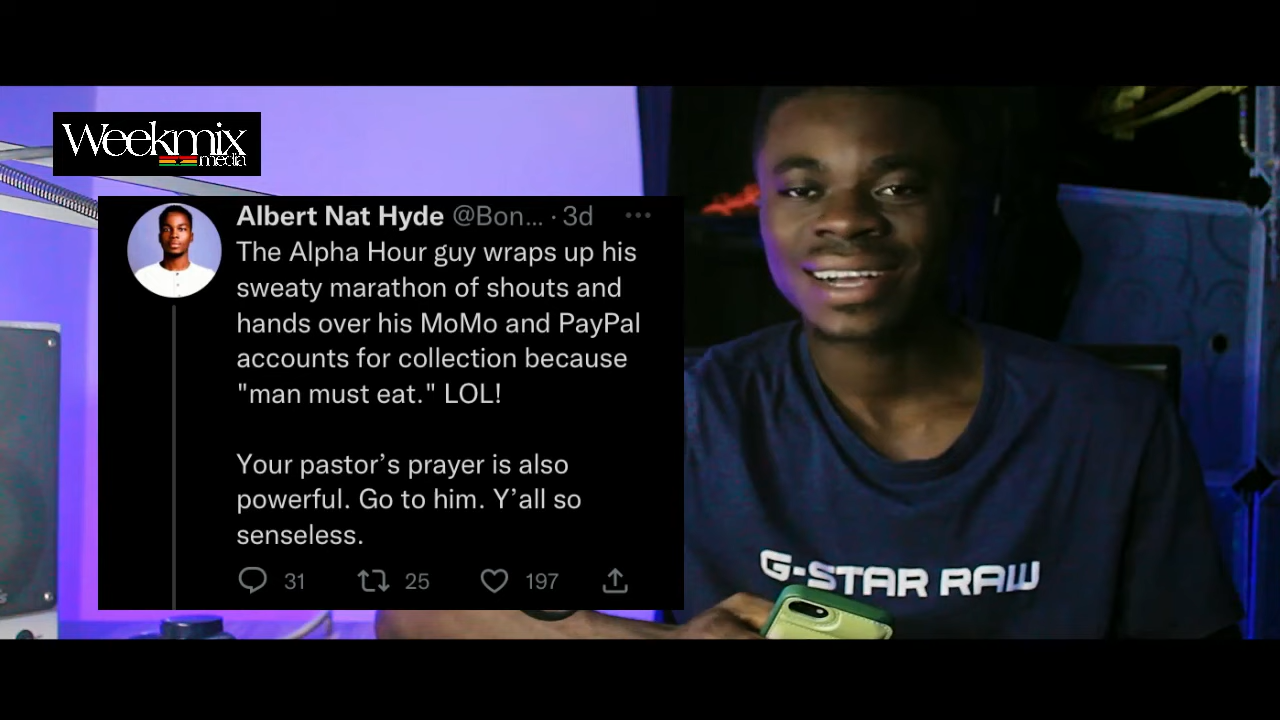 Weekmix
media
Albert Nat Hyde @Bon... · 3d ...
The Alpha Hour guy wraps up his
sweaty marathon of shouts and
hands over his MoMo and PayPal
accounts for collection because
"man must eat." LOL!
Your pastor’s prayer is also
powerful. Go to him. Y’all so
senseless.
31 25 197
G-STAR RAW